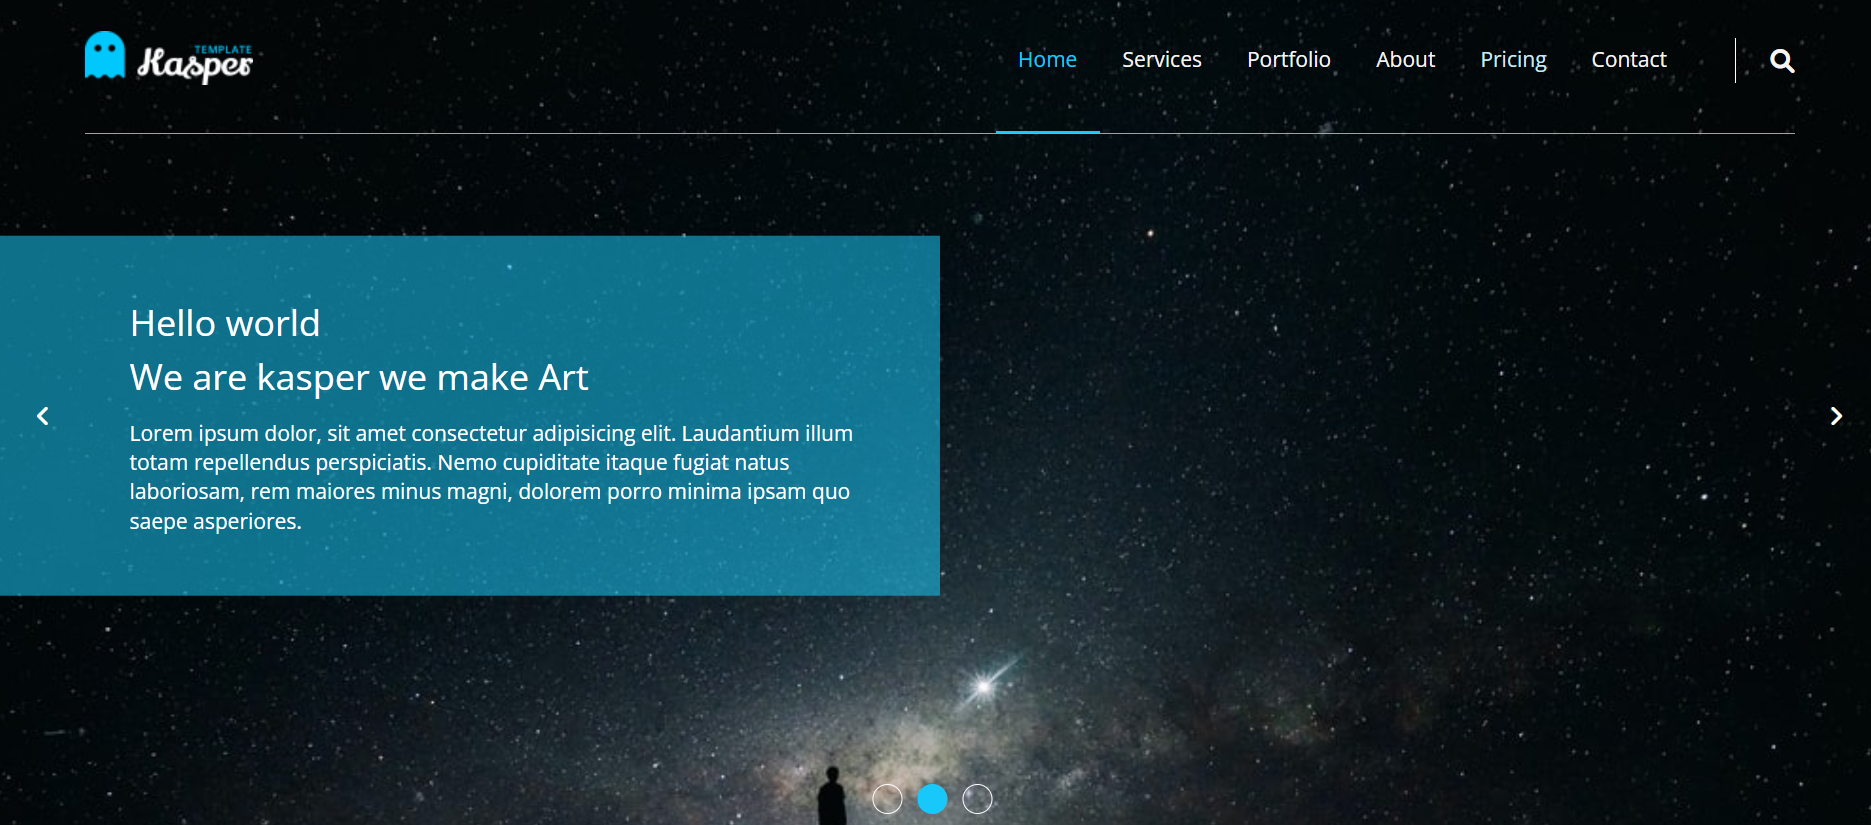 TEMPLATE
Kasper
Home Services Portfolio About Pricing Contact
Hello world
We are kasper we make Art
Lorem ipsum dolor, sit amet consectetur adipisicing elit. Laudantium illum
totam repellendus perspiciatis. Nemo cupiditate itaque fugiat natus
laboriosam, rem maiores minus magni, dolorem porro minima ipsam quo
saepe asperiores.